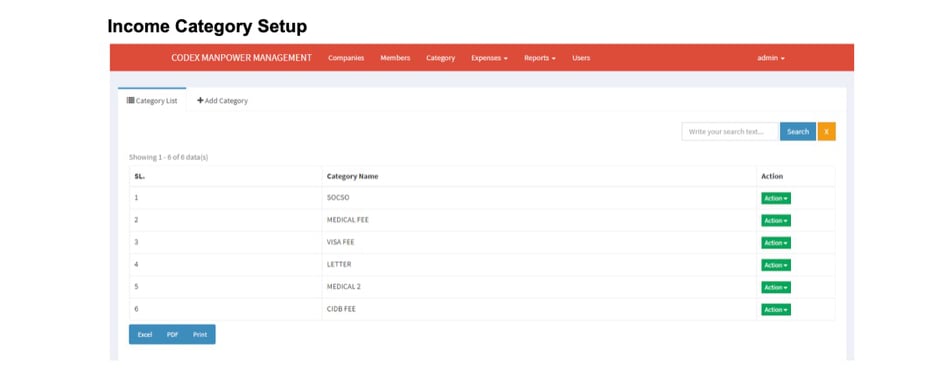 Income Category Setup
CODEX MANPOWER MANAGEMENT Companies Members Category Expenses Reports Users admin
Category List Add Category
Write your search text... Search X
Showing 1 - 6 of 6 data(s)
SL. Category Name Action
1 SOCSO Action
2 MEDICAL FEE Action
3 VISA FEE Action
4 LETTER Action
5 MEDICAL 2 Action
6 CIDB FEE Action
Excel PDF Print